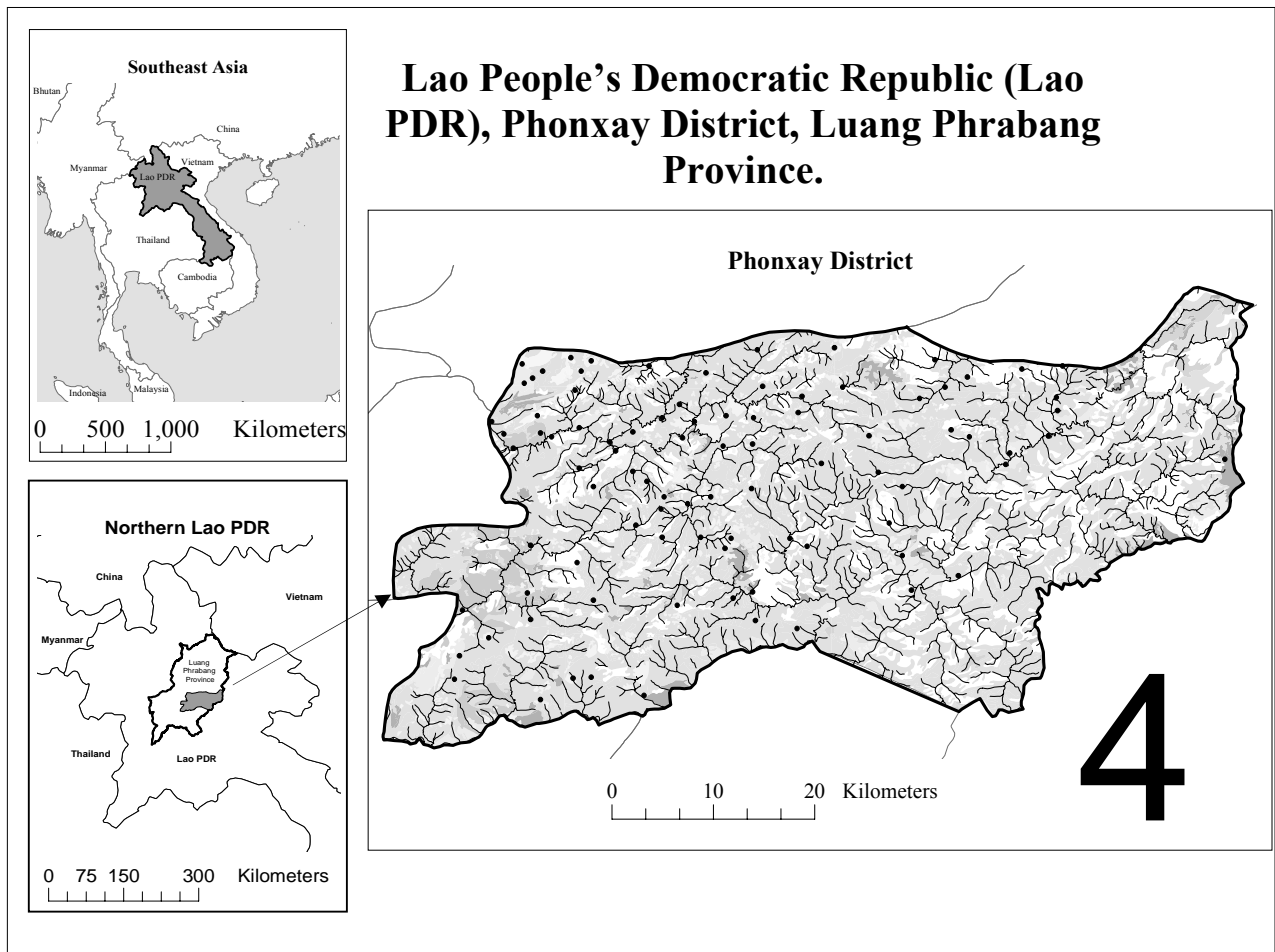 Lao People’s Democratic Republic (Lao
PDR), Phonxay District, Luang Phrabang
Province.
Southeast Asia
Bhutan
China
Myanmar
Vietnam
Lao PDR
Thailand
Cambodia
Malaysia
Indonesia
0 500 1,000 Kilometers
Northern Lao PDR
China
Vietnam
Myanmar
Luang
Phrabang
Province
Thailand
Lao PDR
0 75 150 300 Kilometers
Phonxay District
0 10 20 Kilometers
4